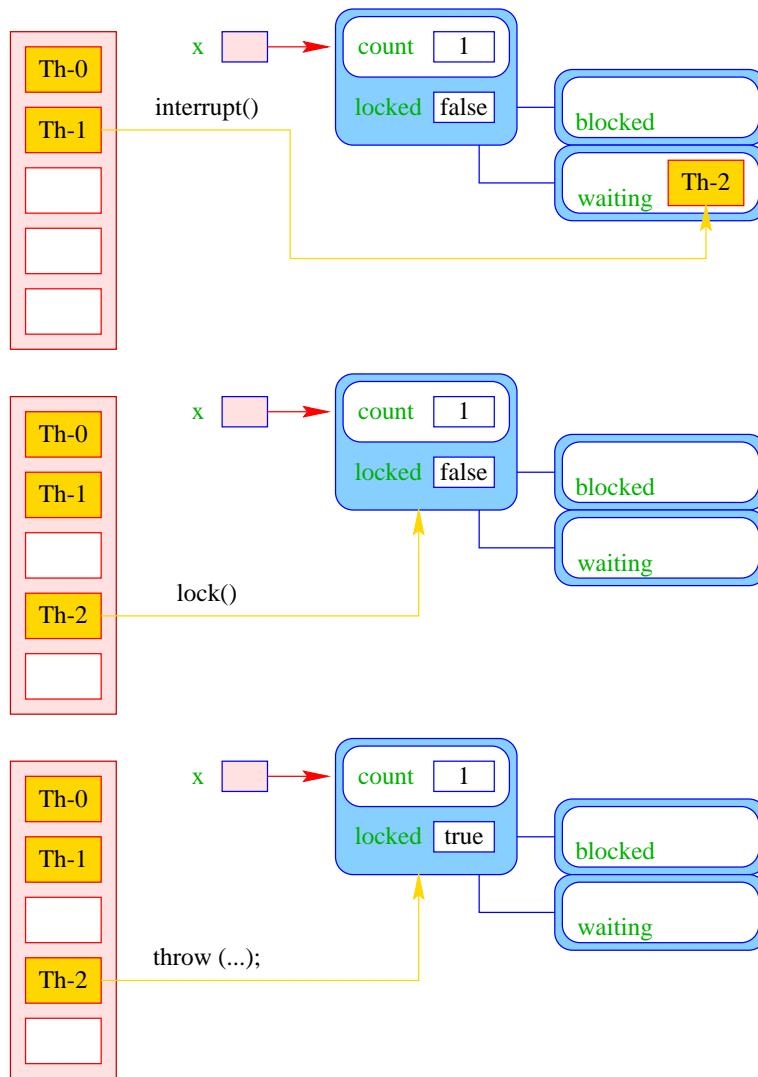 x
count 1
Th-0
interrupt()
locked false
Th-1
blocked
Th-2
waiting
x
count 1
Th-0
locked false
Th-1
blocked
waiting
lock()
Th-2
x
count 1
Th-0
locked true
Th-1
blocked
waiting
throw (...);
Th-2